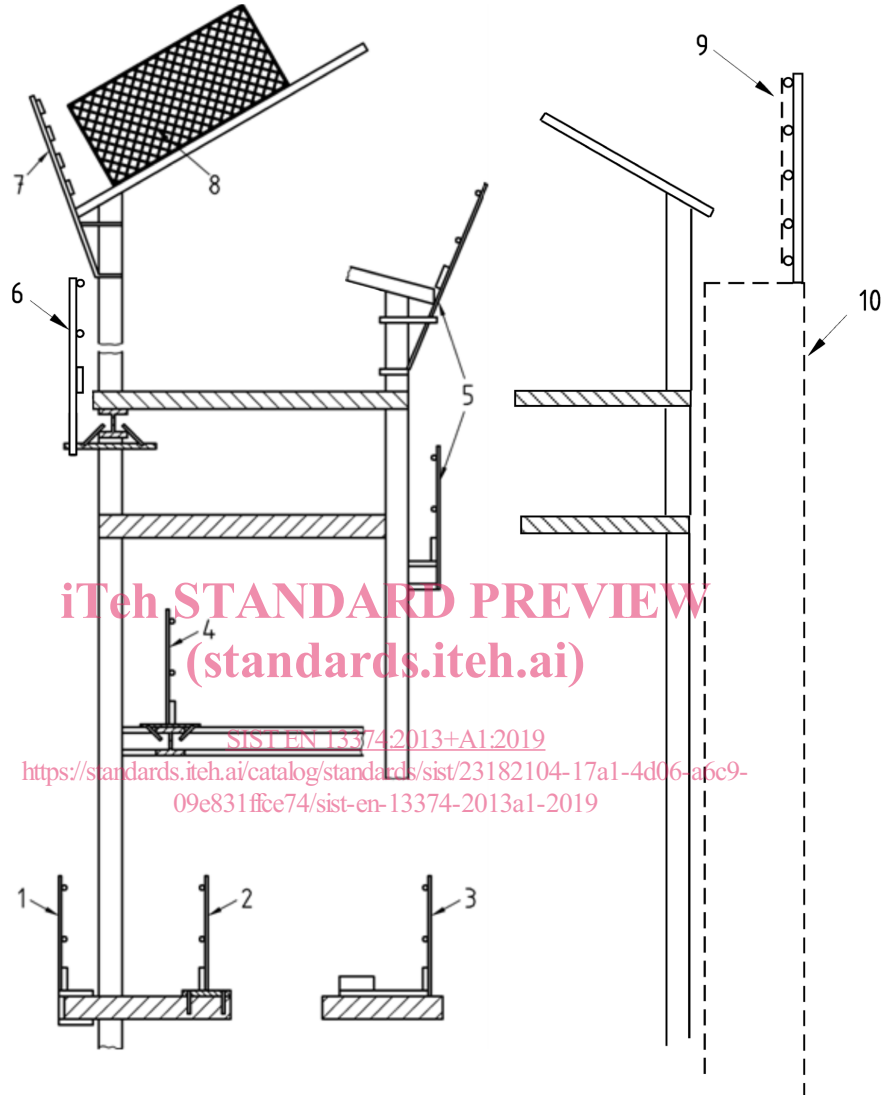 9
7
8
6
10
5
iTeh STANDARD PREVIEW
4
(standards.iteh.ai)
SIST EN 13374:2013+A1:2019
https://standards.iteh.ai/catalog/standards/sist/23182104-17a1-4d06-a6c9-
09e831ffce74/sist-en-13374-2013a1-2019
1
2
3